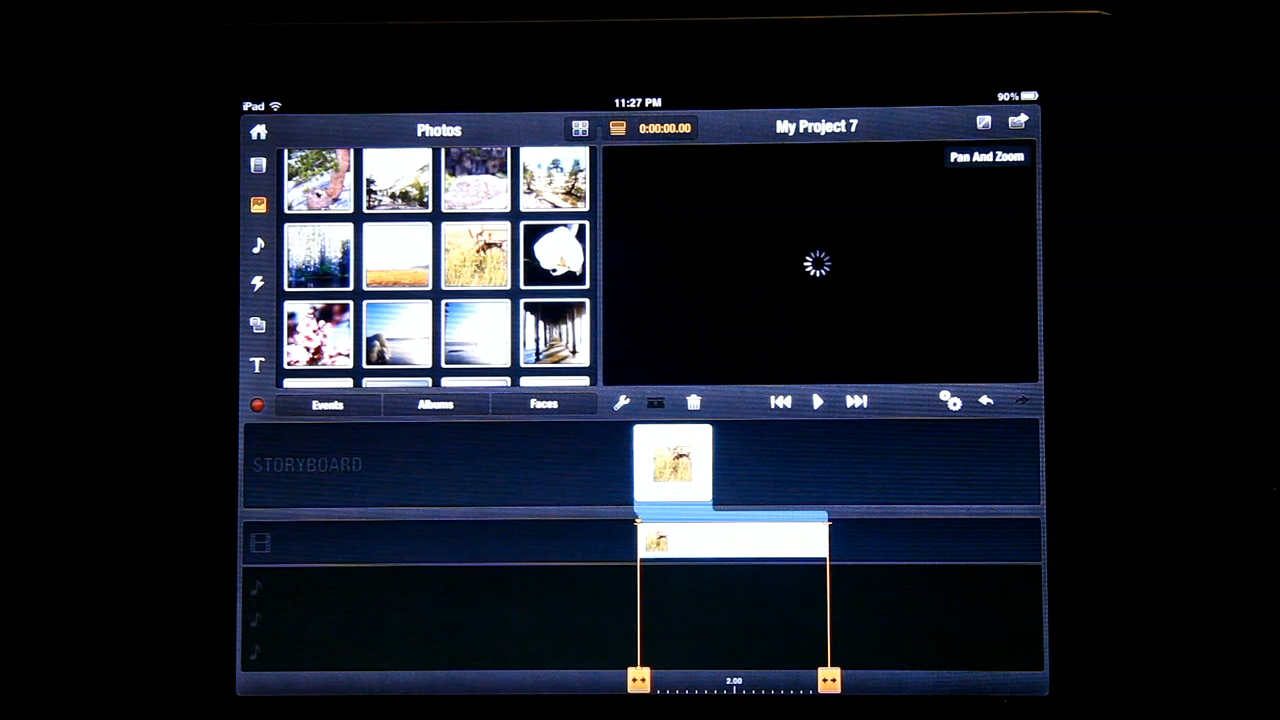 iPad
11:27 PM
90%
Photos
0:00:00.00
My Project 7
Pan And Zoom
T
Events
Albums
Faces
STORYBOARD
2.00